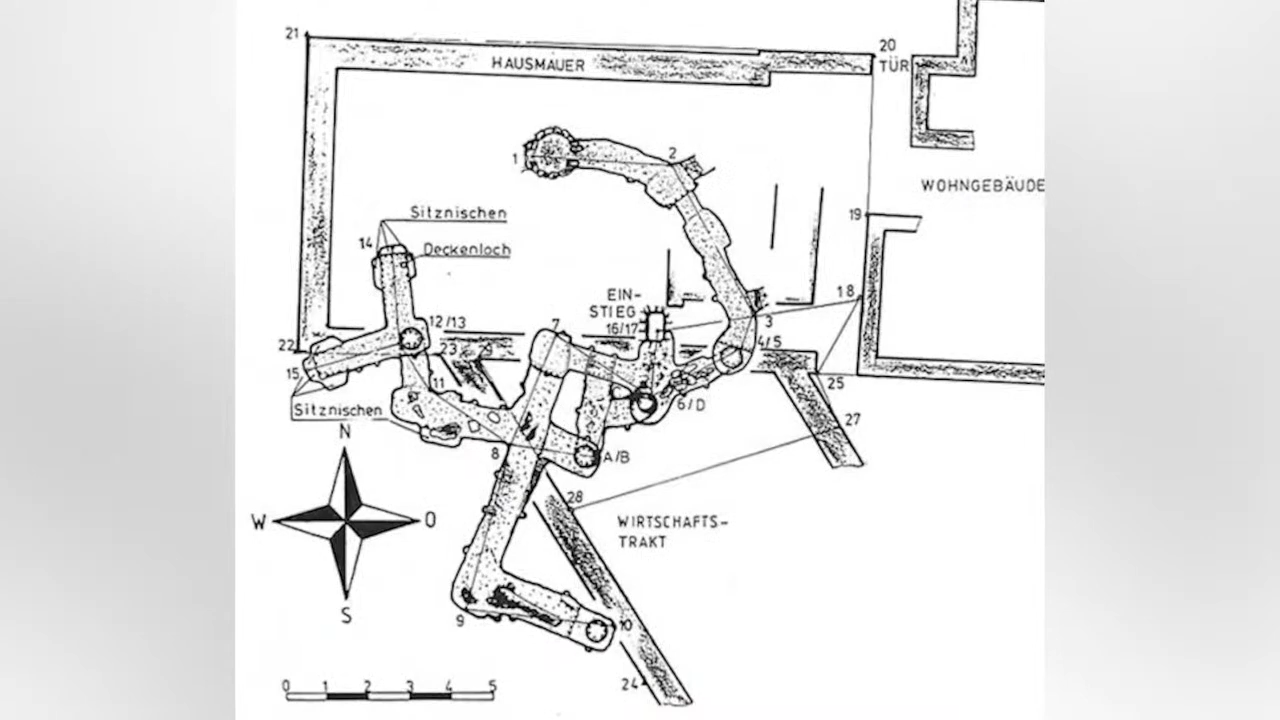 21
HAUSMAUER
20
TÜR
1
2
WOHNGEBÄUDE
Sitznischen
19
14
Deckenloch
EIN-
STIEG
16/17
18
12/13
7
3
22
23
4/5
15
11
25
6/D
Sitznischen
27
N
8
A/B
28
W
O
WIRTSCHAFTS-
TRAKT
S
9
10
24
0 1 2 3 4 5